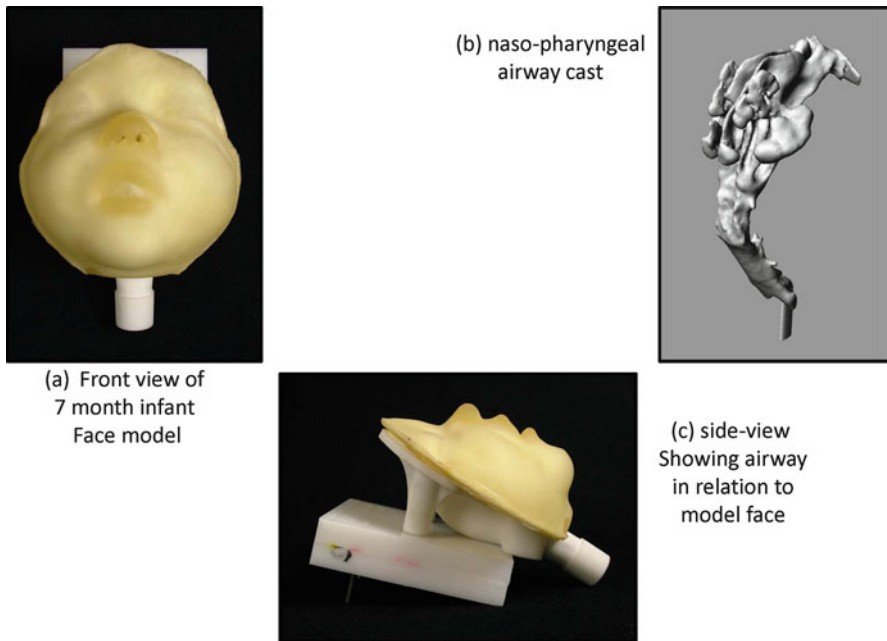 (b) naso-pharyngeal
airway cast
(a) Front view of
7 month infant
Face model
(c) side-view
Showing airway
in relation to
model face